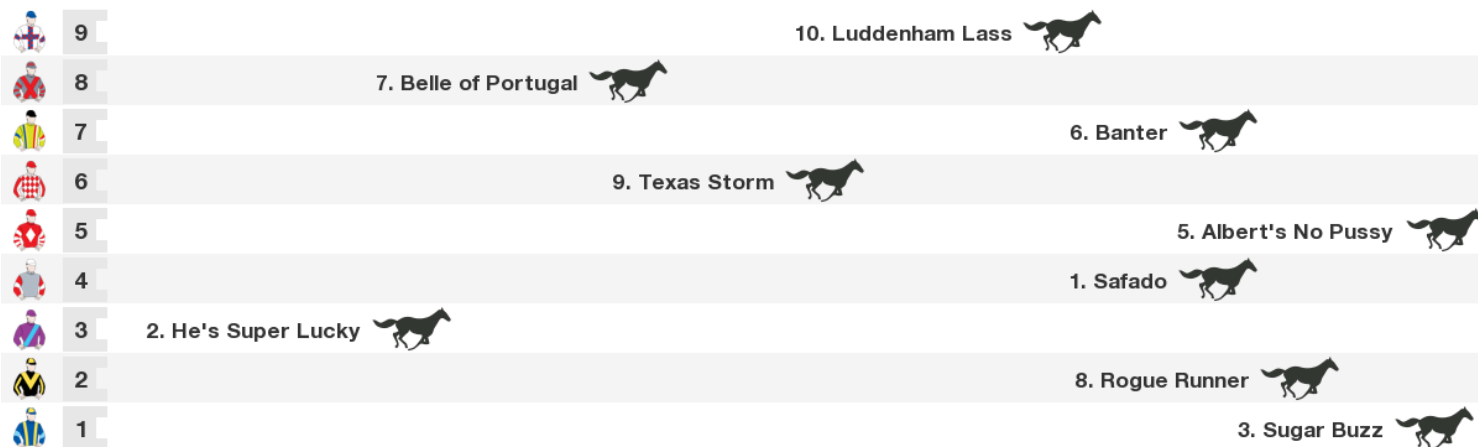 9 10. Luddenham Lass
8 7. Belle of Portugal
7 6. Banter
6 9. Texas Storm
5 5. Albert's No Pussy
4 1. Safado
3 2. He's Super Lucky
2 8. Rogue Runner
1 3. Sugar Buzz